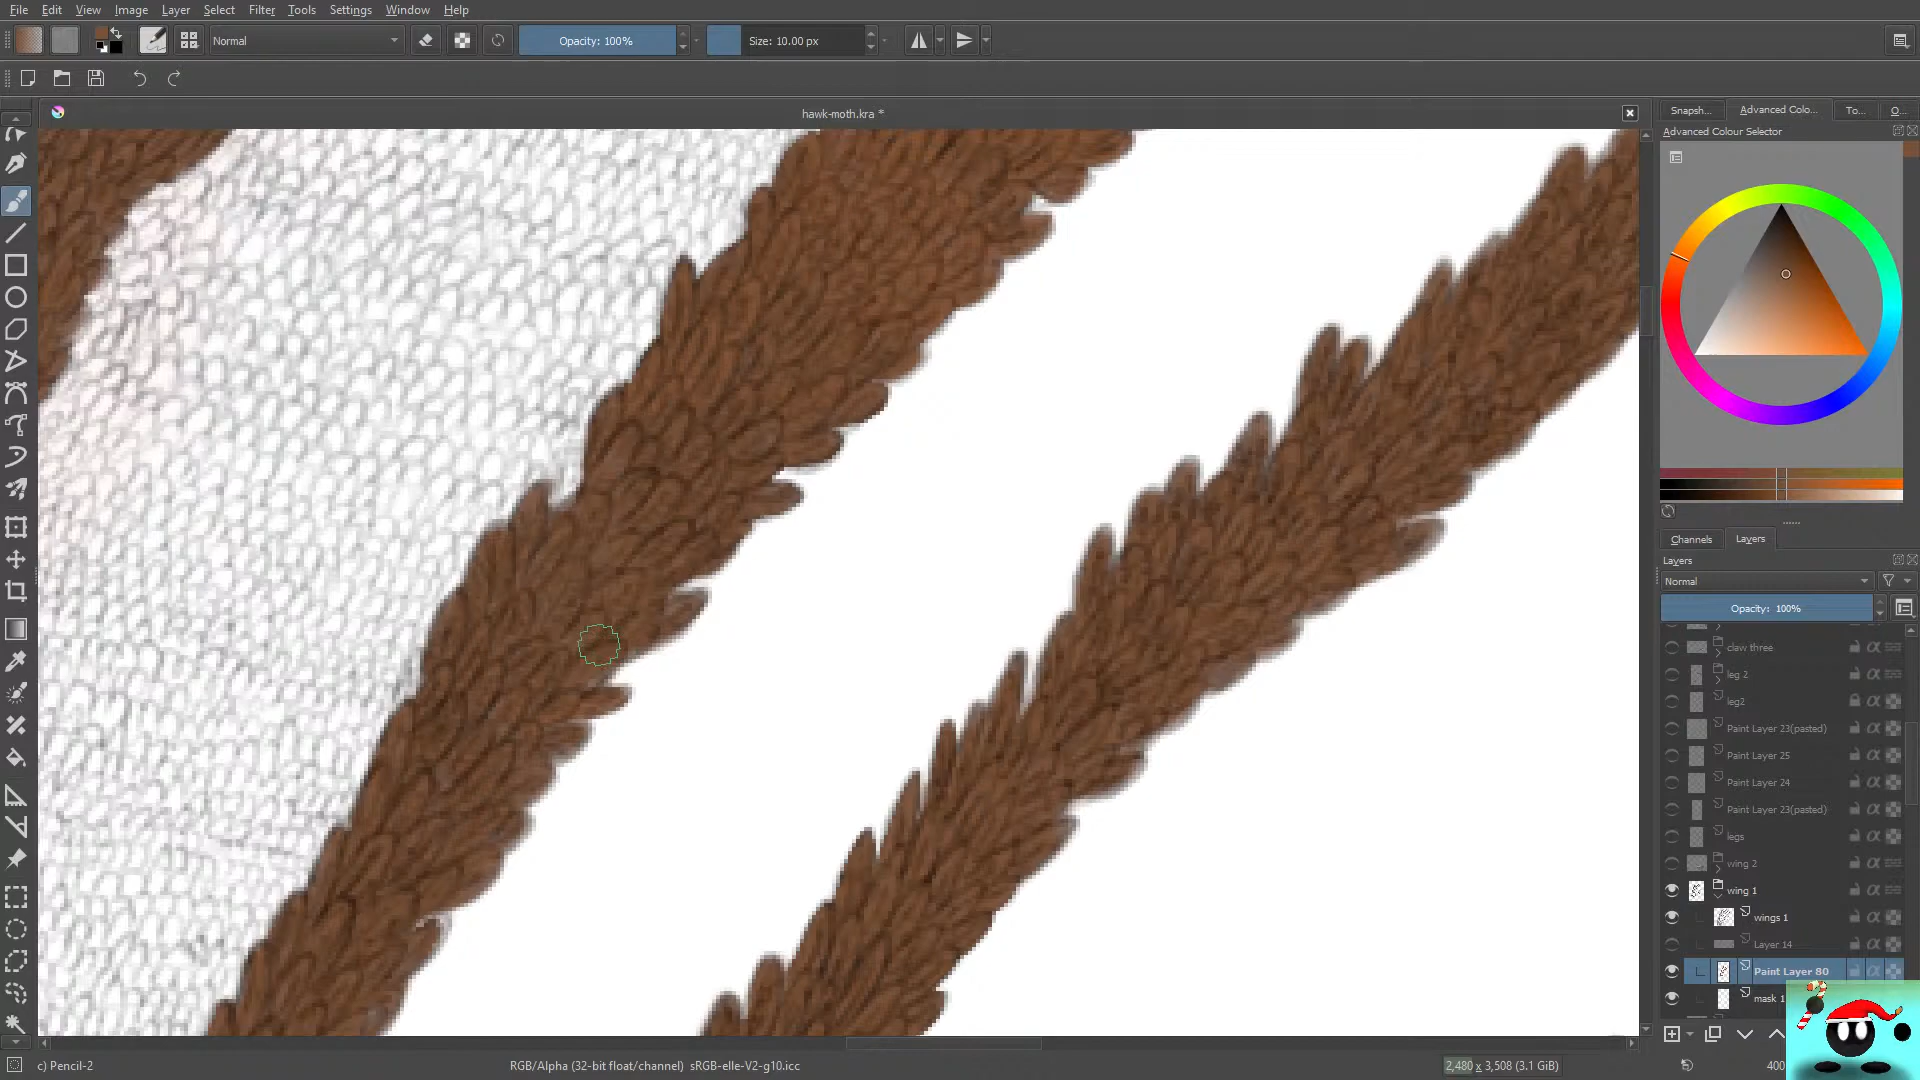 File Edit View Image Layer Select Filter Tools Settings Window Help
Normal
Opacity: 100%
Size: 10.00 px
hawk-moth.kra *
Snapsh... Advanced Colo... To... O...
Advanced Colour Selector
Channels Layers
Layers
Normal
Opacity: 100%
claw three
leg 2
leg2
Paint Layer 23(pasted)
Paint Layer 25
Paint Layer 24
Paint Layer 23(pasted)
legs
wing 2
wing 1
wings 1
Layer 14
Paint Layer 80
mask 1
c) Pencil-2
RGB/Alpha (32-bit float/channel) sRGB-elle-V2-g10.icc
2,480 x 3,508 (3.1 GiB)
400